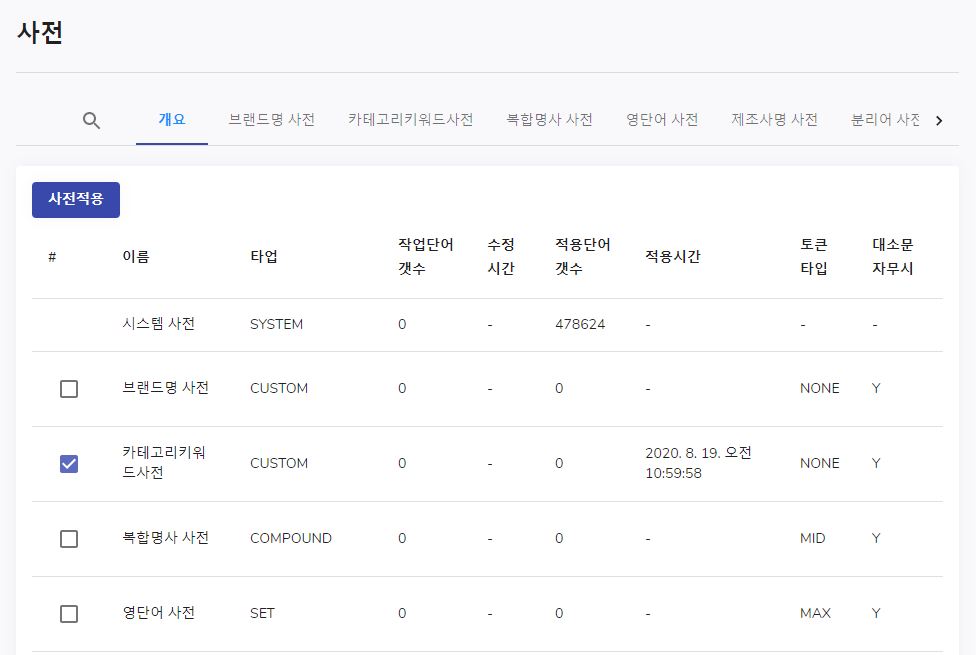 사전
개요 브랜드명 사전 카테고리키워드사전 복합명사 사전 영단어 사전 제조사명 사전 분리어 사전
사전적용
# 이름 타입 작업단어 갯수 수정 시간 적용단어 갯수 적용시간 토큰 타입 대소문 자무시
시스템 사전 SYSTEM 0 - 478624 - - -
브랜드명 사전 CUSTOM 0 - 0 - NONE Y
카테고리키워
드사전 CUSTOM 0 - 0 2020. 8. 19. 오전 10:59:58 NONE Y
복합명사 사전 COMPOUND 0 - 0 - MID Y
영단어 사전 SET 0 - 0 - MAX Y